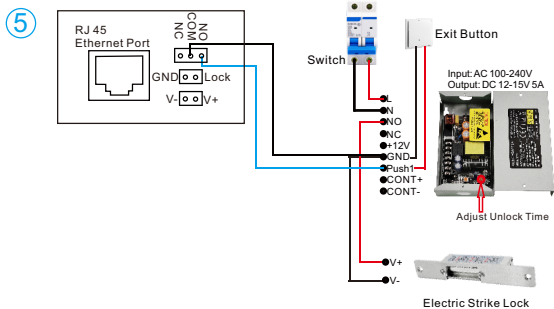 5
RJ 45
Ethernet Port
NO
COM
NC
GND
Lock
V-
V+
Switch
Exit Button
Input:AC 100-240V
Output: DC 12-15V 5A
L
N
NO
NC
+12V
GND
Push1
CONT+
CONT-
Adjust Unlock Time
V+
V-
Electric Strike Lock